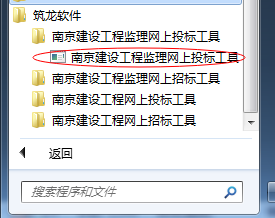 筑龙软件
南京建设工程监理网上投标工具
南京建设工程监理网上投标工具
南京建设工程监理网上招标工具
南京建设工程网上投标工具
南京建设工程网上招标工具
返回
搜索程序和文件